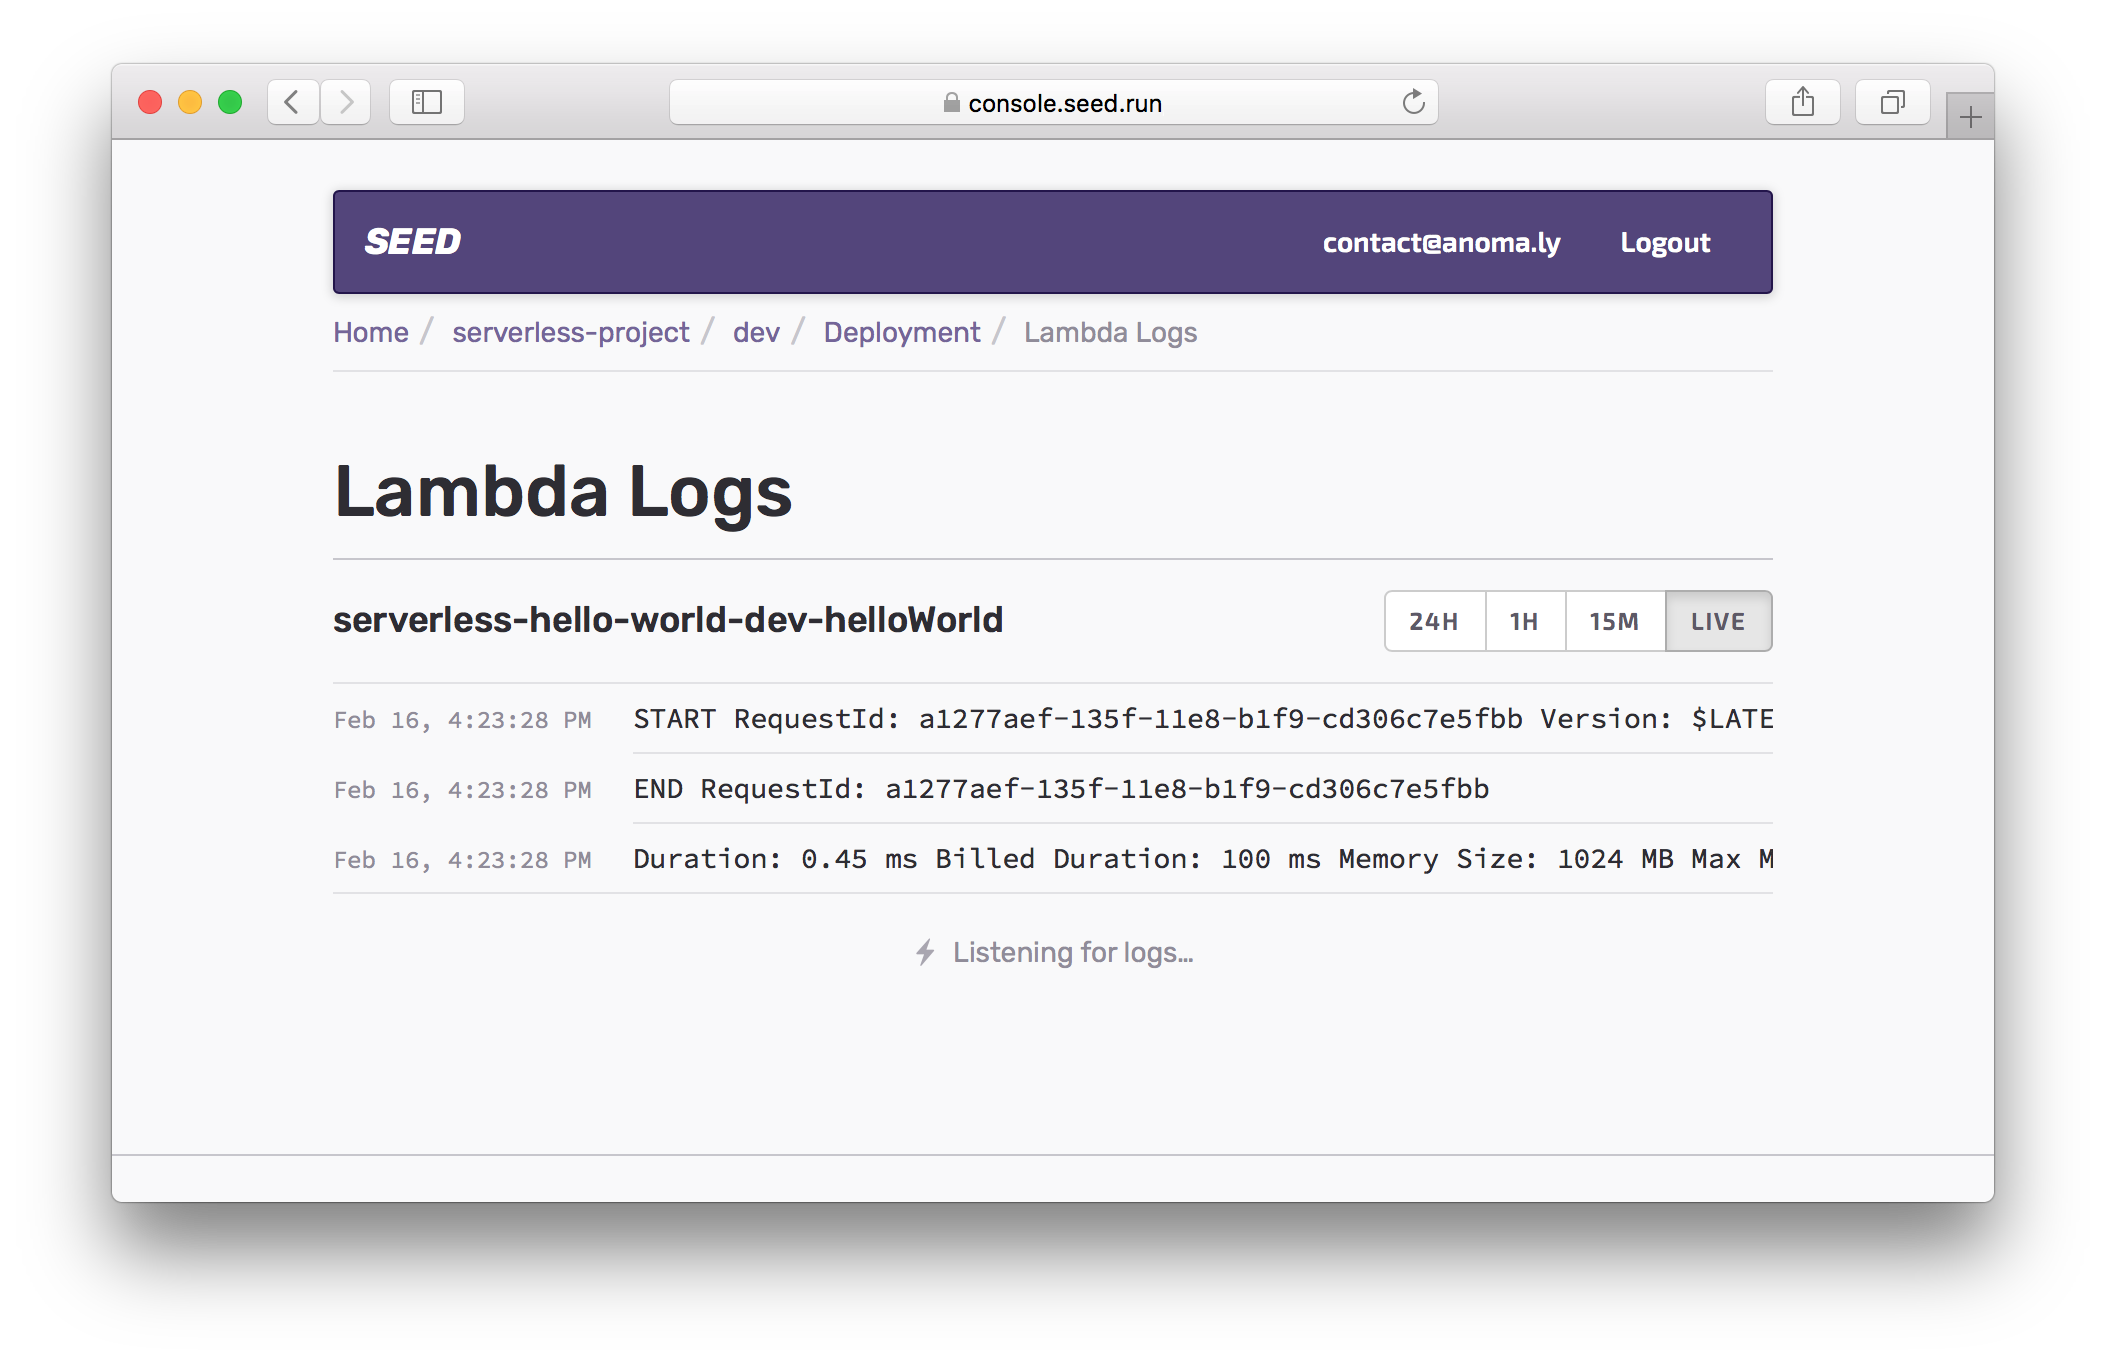 console.seed.run
SEED contact@anoma.ly Logout
Home / serverless-project / dev / Deployment / Lambda Logs
Lambda Logs
serverless-hello-world-dev-helloWorld 24H 1H 15M LIVE
Feb 16, 4:23:28 PM START RequestId: a1277aef-135f-11e8-b1f9-cd306c7e5fbb Version: $LATE
Feb 16, 4:23:28 PM END RequestId: a1277aef-135f-11e8-b1f9-cd306c7e5fbb
Feb 16, 4:23:28 PM Duration: 0.45 ms Billed Duration: 100 ms Memory Size: 1024 MB Max M
Listening for logs...